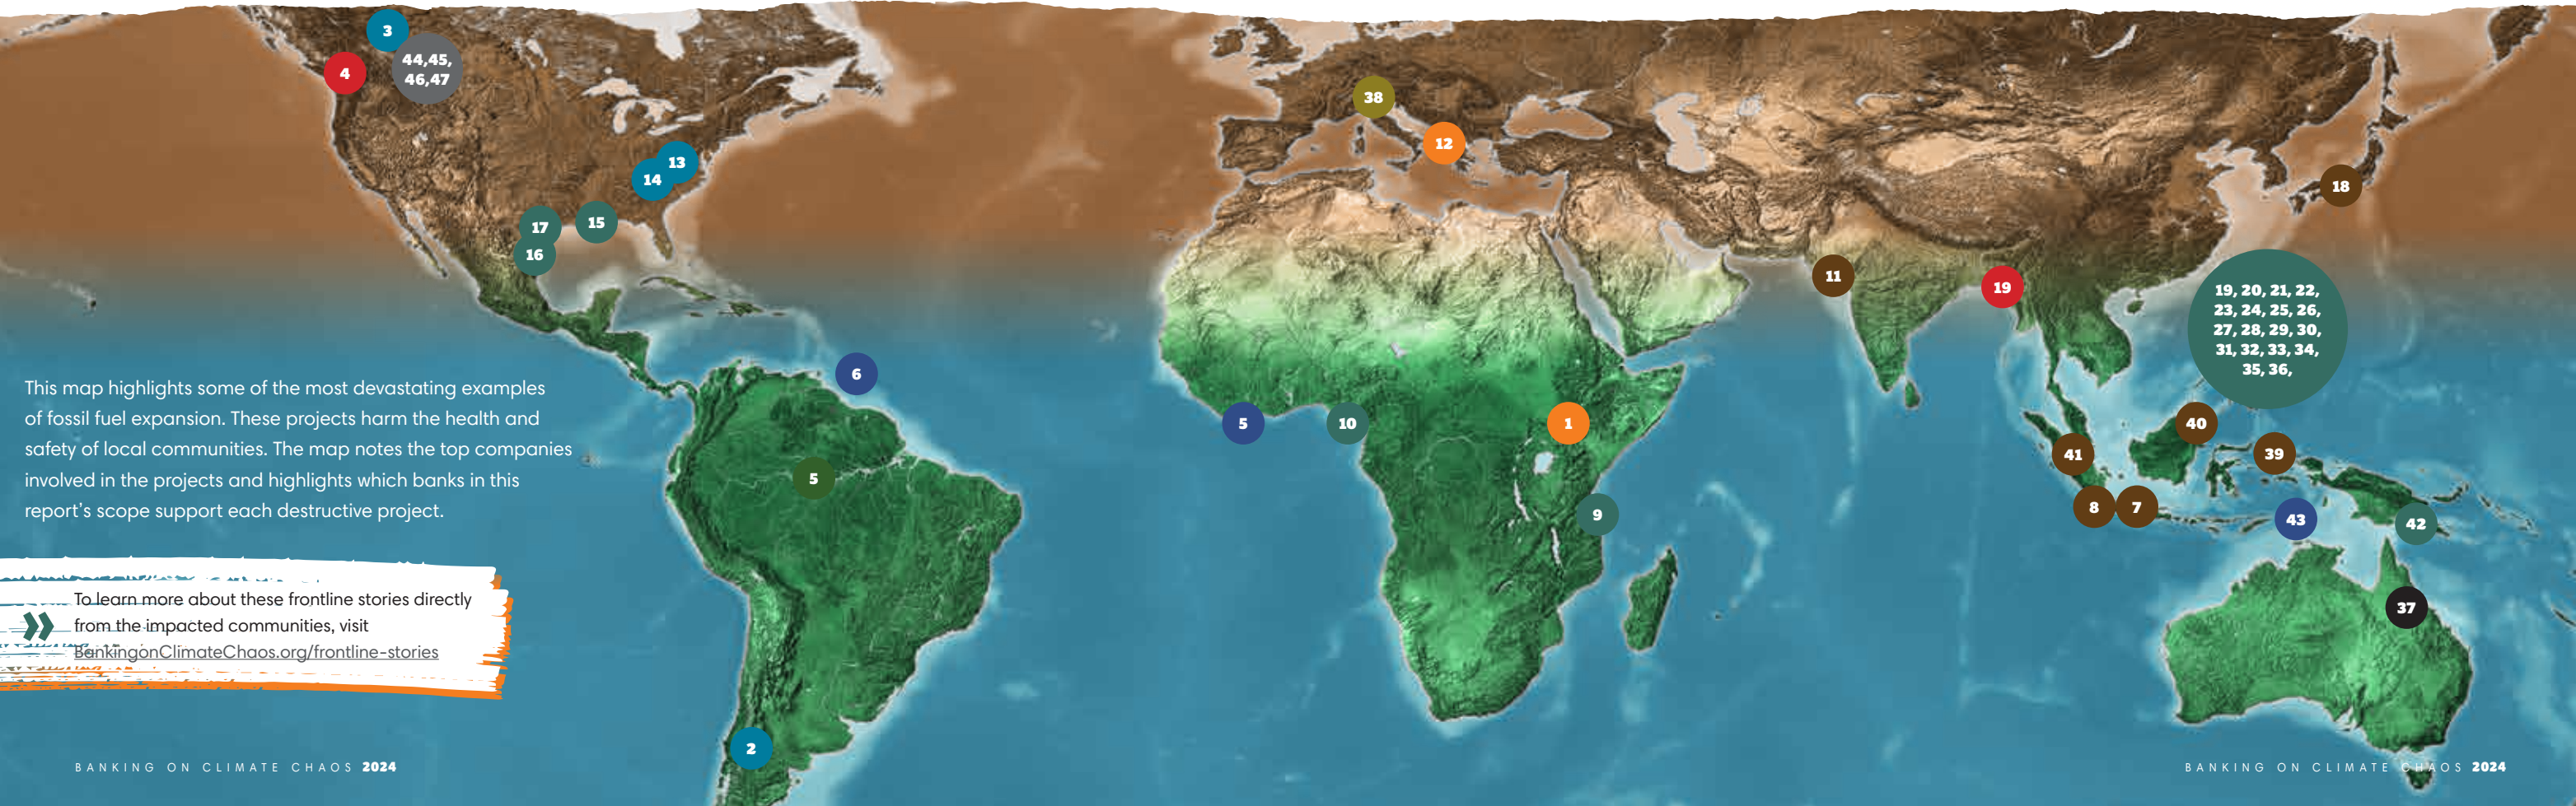 3
44,45,
46,47
4
38
12
13
14
18
17
15
16
11
19
19, 20, 21, 22,
23, 24, 25, 26,
27, 28, 29, 30,
31, 32, 33, 34,
35, 36,
6
5
10
1
40
41
39
5
8
7
9
43
42
37
2
This map highlights some of the most devastating examples
of fossil fuel expansion. These projects harm the health and
safety of local communities. The map notes the top companies
involved in the projects and highlights which banks in this
report’s scope support each destructive project.
To learn more about these frontline stories directly
from the impacted communities, visit
BankingonClimateChaos.org/frontline-stories
BANKING ON CLIMATE CHAOS 2024
BANKING ON CLIMATE CHAOS 2024